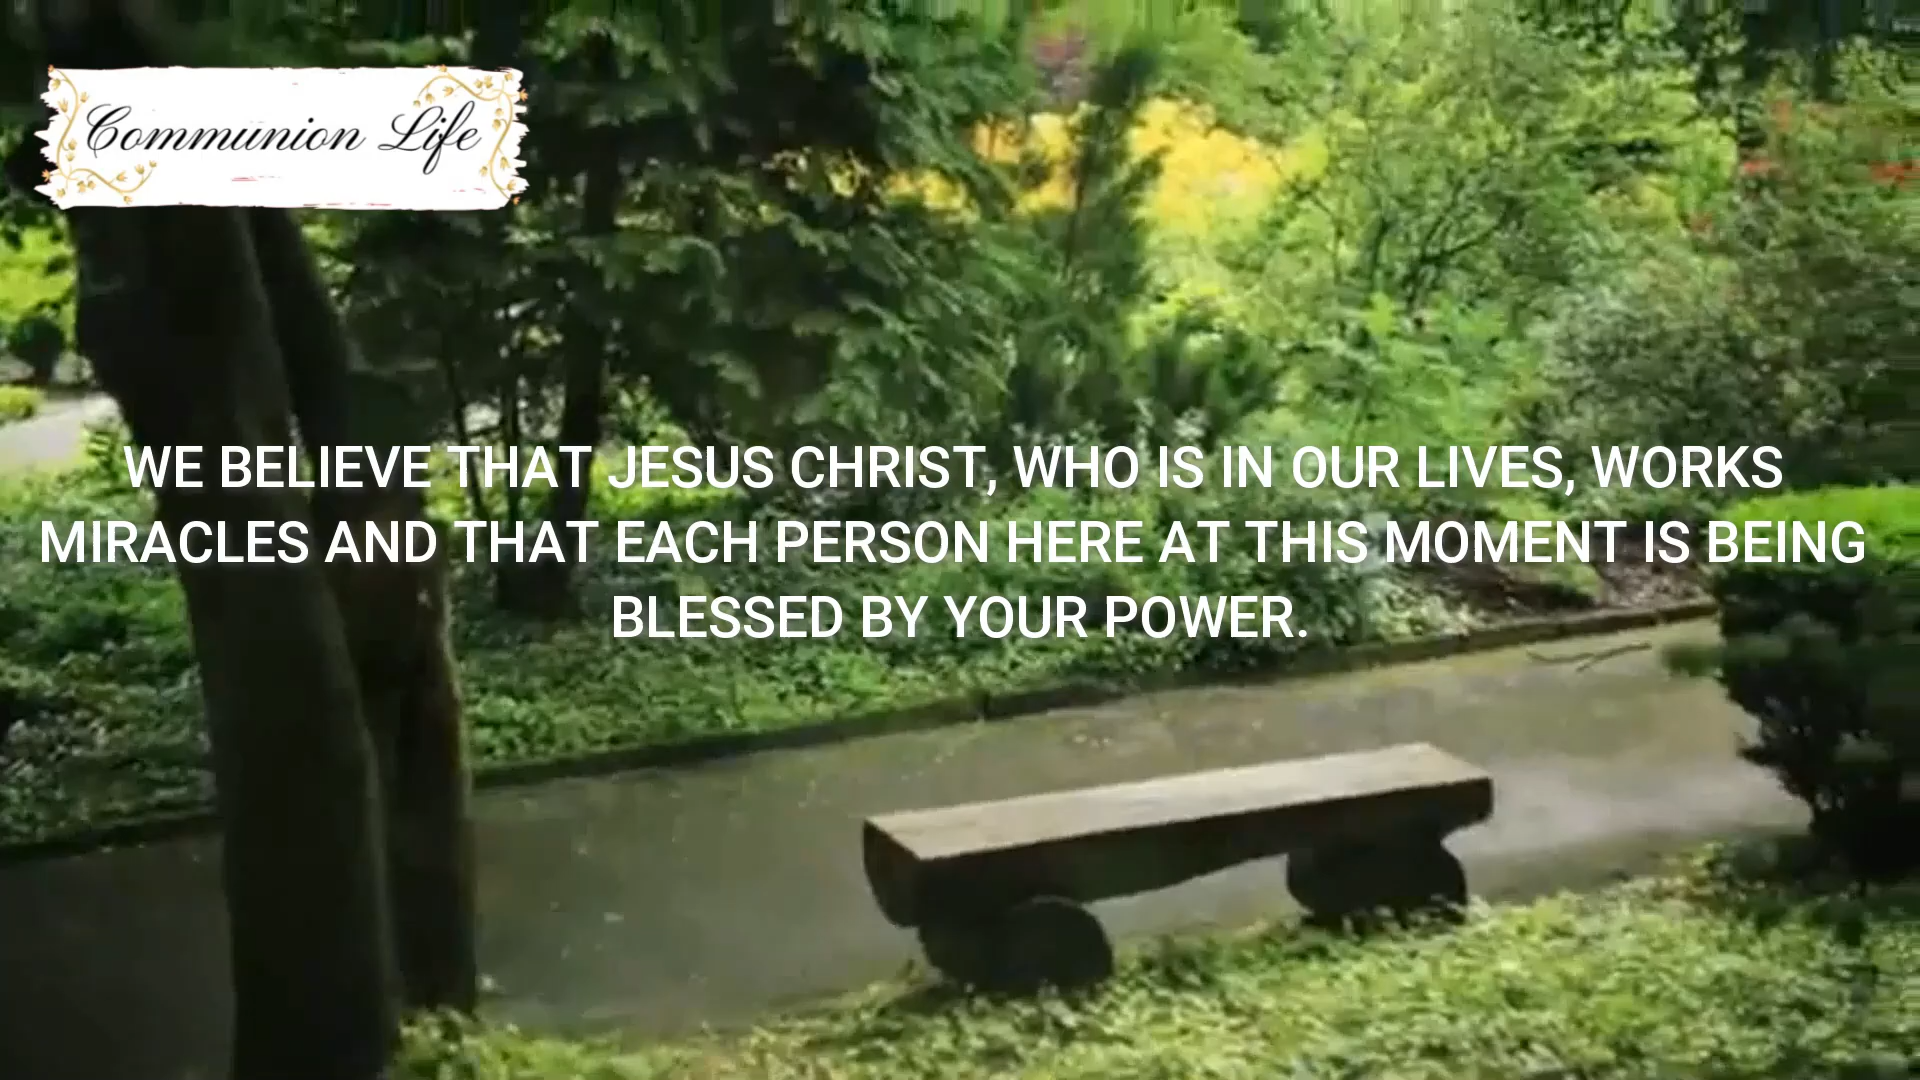 Communion Life
WE BELIEVE THAT JESUS CHRIST, WHO IS IN OUR LIVES, WORKS
MIRACLES AND THAT EACH PERSON HERE AT THIS MOMENT IS BEING
BLESSED BY YOUR POWER.